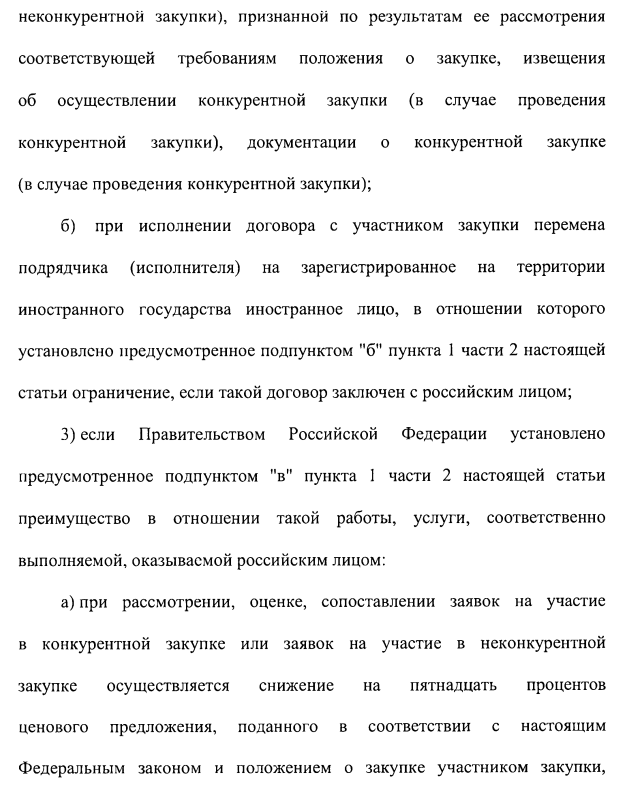 неконкурентной закупки), признанной по результатам ее рассмотрения
соответствующей требованиям положения о закупке, извещения
об осуществлении конкурентной закупки (в случае проведения
конкурентной закупки), документации о конкурентной закупке
(в случае проведения конкурентной закупки);
б) при исполнении договора с участником закупки перемена
подрядчика (исполнителя) на зарегистрированное на территории
иностранного государства иностранное лицо, в отношении которого
установлено предусмотренное подпунктом "б" пункта 1 части 2 настоящей
статьи ограничение, если такой договор заключен с российским лицом;
3) если Правительством Российской Федерации установлено
предусмотренное подпунктом "в" пункта 1 части 2 настоящей статьи
преимущество в отношении такой работы, услуги, соответственно
выполняемой, оказываемой российским лицом:
а) при рассмотрении, оценке, сопоставлении заявок на участие
в конкурентной закупке или заявок на участие в неконкурентной
закупке осуществляется снижение на пятнадцать процентов
ценового предложения, поданного в соответствии с настоящим
Федеральным законом и положением о закупке участником закупки,